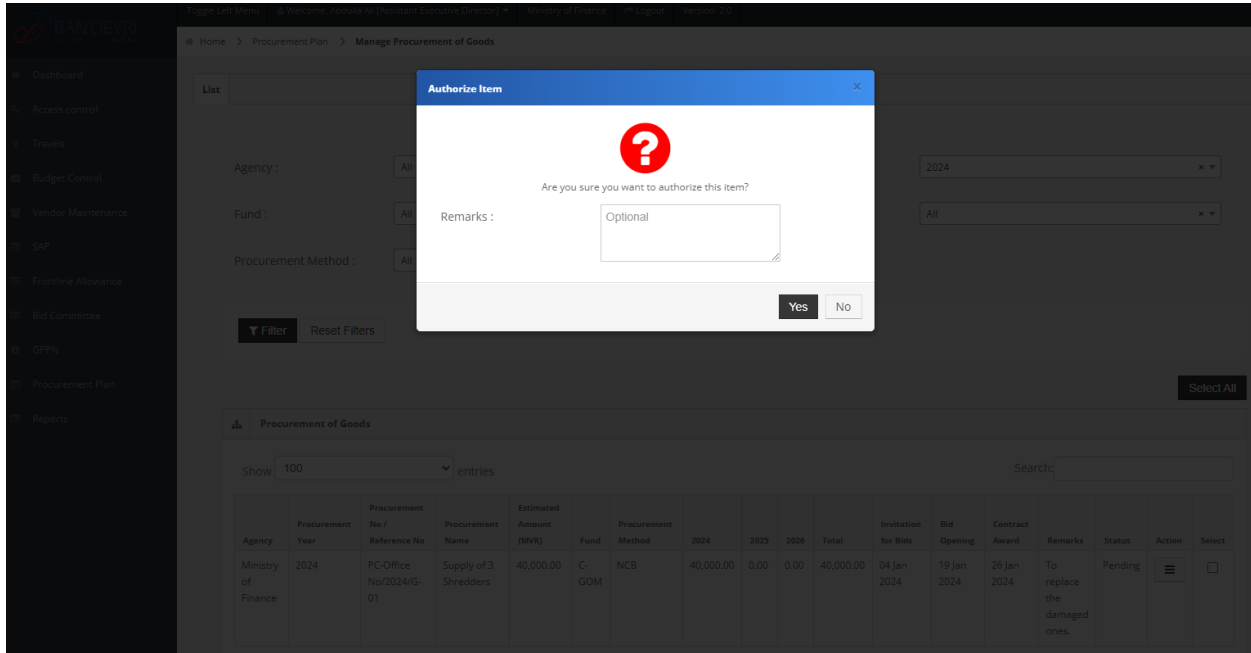 Toggle Left Menu Welcome, Abdulla Ali (Assistant Executive Director) Ministry of Finance Logout Version: 2.0
BANDEYRI
Home > Procurement Plan > Manage Procurement of Goods
Dashboard
Access control
Travels
Budget Control
Vendor Maintenance
SAP
Frontline Allowance
Bid Committee
GFPN
Procurement Plan
Reports
List
Authorize Item ×
Are you sure you want to authorize this item?
Remarks : Optional
Yes No
Agency : All 2024 ×
Fund : All All ×
Procurement Method : All
Filter Reset Filters
Select All
Procurement of Goods
Show 100 entries Search:
Agency Procurement Year Procurement No / Reference No Procurement Name Estimated Amount (MVR) Fund Procurement Method 2024 2025 2026 Total Invitation for Bids Bid Opening Contract Award Remarks Status Action Select
Ministry 2024 PC-Office Supply of 3 40,000.00 C- NCB 40,000.00 0.00 0.00 40,000.00 04 Jan 19 Jan 26 Jan To Pending
of No/2024/G- Shredders GOM 2024 2024 2024 replace
Finance 01 the
damaged
ones.